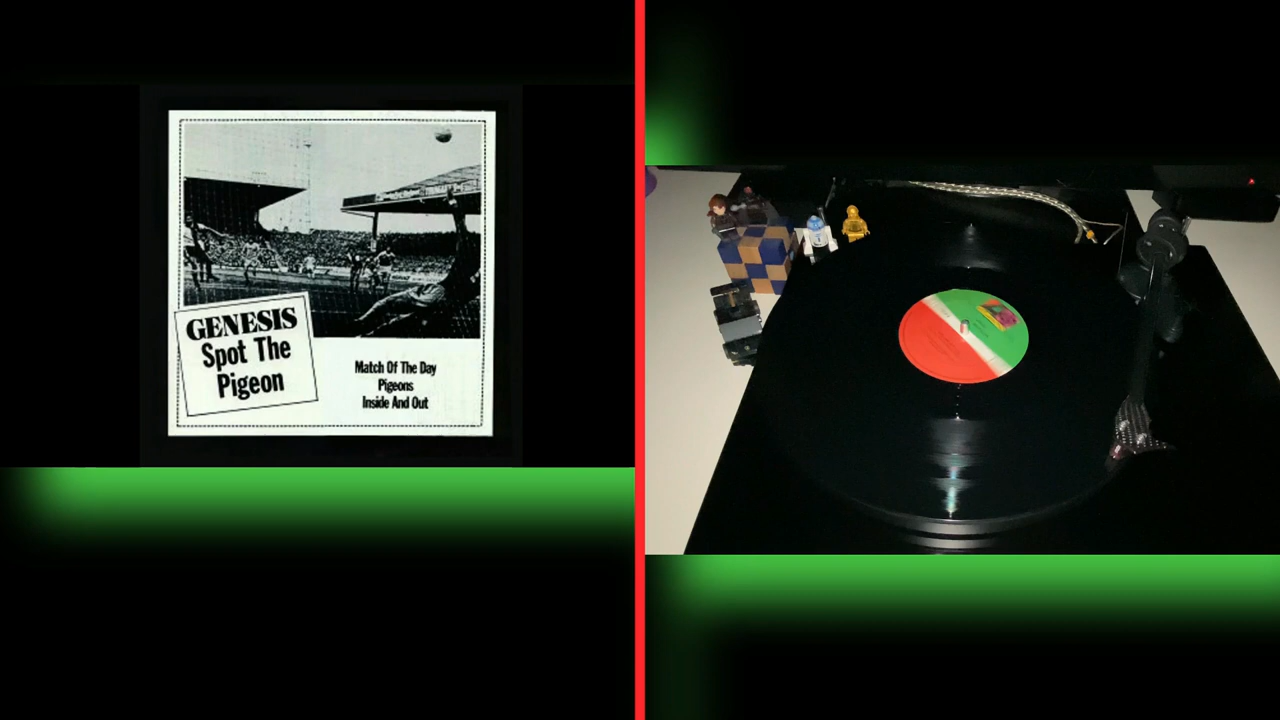 GENESIS
Spot The
Pigeon
Match Of The Day
Pigeons
Inside And Out